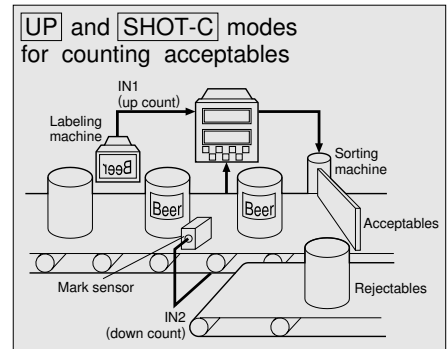 UP and SHOT-C modes
for counting acceptables
IN1
(up count)
Labeling
machine
Beer
Sorting
machine
Beer
Beer
Acceptables
Mark sensor
Rejectables
IN2
(down count)